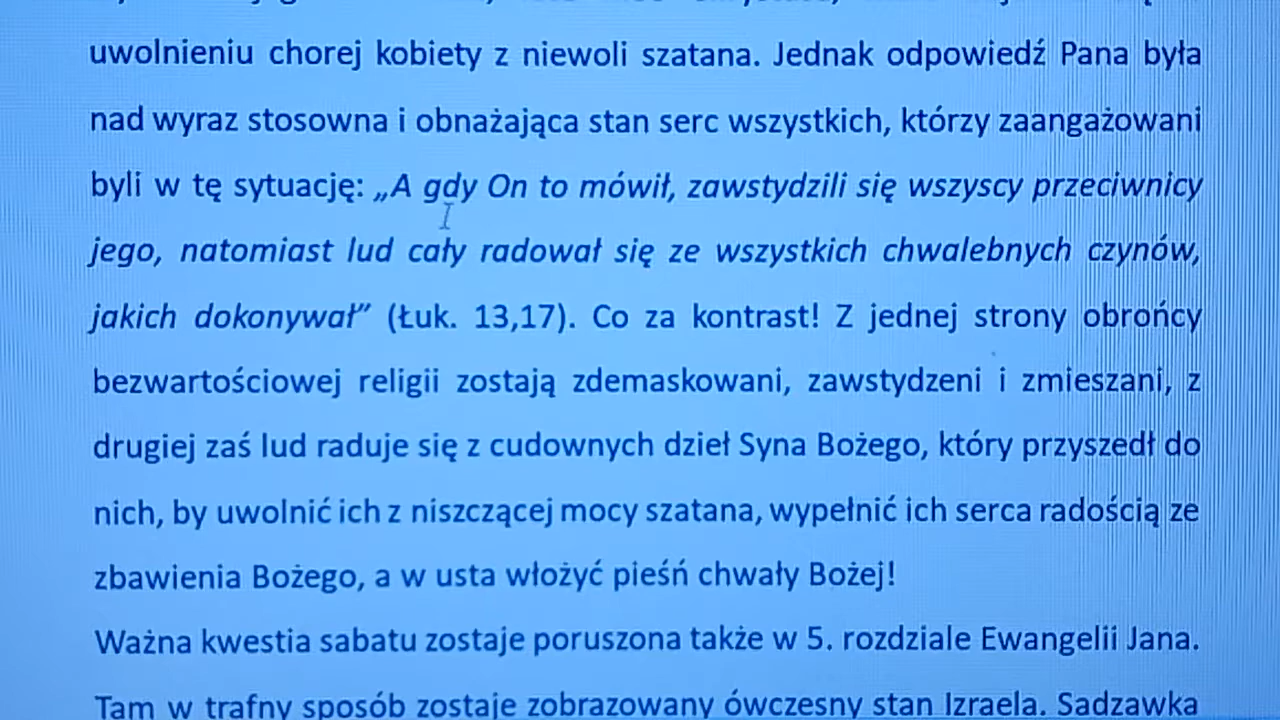 uwolnieniu chorej kobiety z niewoli szatana. Jednak odpowiedź Pana była
nad wyraz stosowna i obnażająca stan serc wszystkich, którzy zaangażowani
byli w tę sytuację: „A gdy On to mówił, zawstydzili się wszyscy przeciwnicy
jego, natomiast lud cały radował się ze wszystkich chwalebnych czynów,
jakich dokonywał” (Łuk. 13,17). Co za kontrast! Z jednej strony obrońcy
bezwartościowej religii zostają zdemaskowani, zawstydzeni i zmieszani, z
drugiej zaś lud raduje się z cudownych dzieł Syna Bożego, który przyszedł do
nich, by uwolnić ich z niszczącej mocy szatana, wypełnić ich serca radością ze
zbawienia Bożego, a w usta włożyć pieśń chwały Bożej!
Ważna kwestia sabatu zostaje poruszona także w 5. rozdziale Ewangelii Jana.
Tam w trafny sposób zostaje zobrazowany ówczesny stan Izraela. Sadzawka